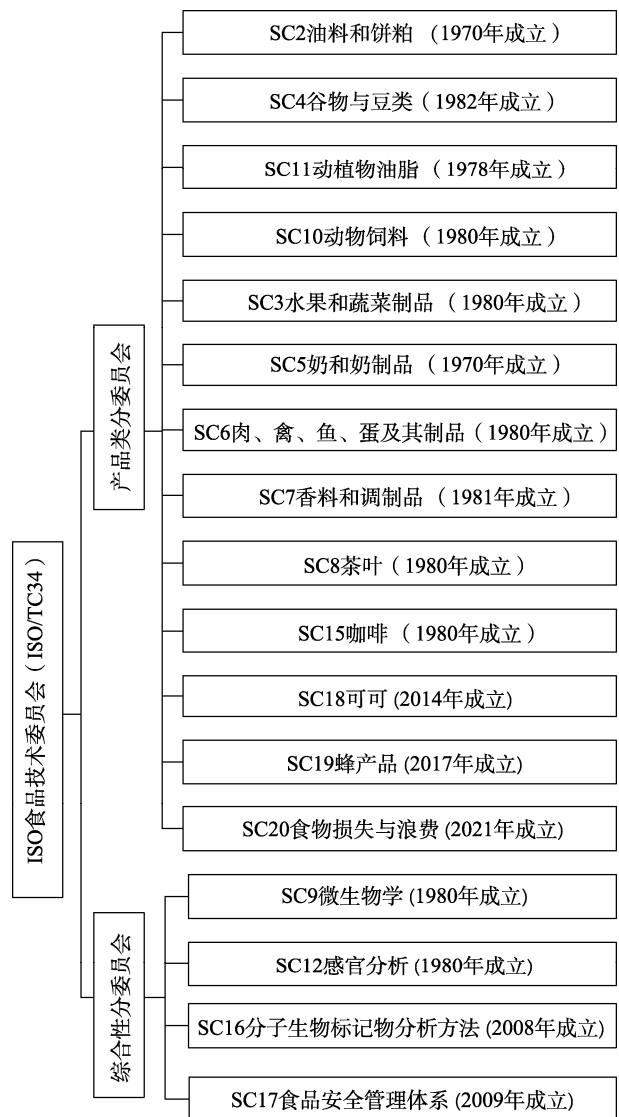 ISO食品技术委员会（ISO/TC34）
产品类分委员会
SC2油料和饼粕 （1970年成立）
SC4谷物与豆类（1982年成立）
SC11动植物油脂 （1978年成立）
SC10动物饲料 （1980年成立）
SC3水果和蔬菜制品 （1980年成立）
SC5奶和奶制品 （1970年成立）
SC6肉、禽、鱼、蛋及其制品（1980年成立）
SC7香料和调制品 （1981年成立）
SC8茶叶（1980年成立）
SC15咖啡 （1980年成立）
SC18可可 (2014年成立)
SC19蜂产品 (2017年成立)
SC20食物损失与浪费 (2021年成立)
综合性分委员会
SC9微生物学 (1980年成立)
SC12感官分析 (1980年成立)
SC16分子生物标记物分析方法 (2008年成立)
SC17食品安全管理体系 (2009年成立)